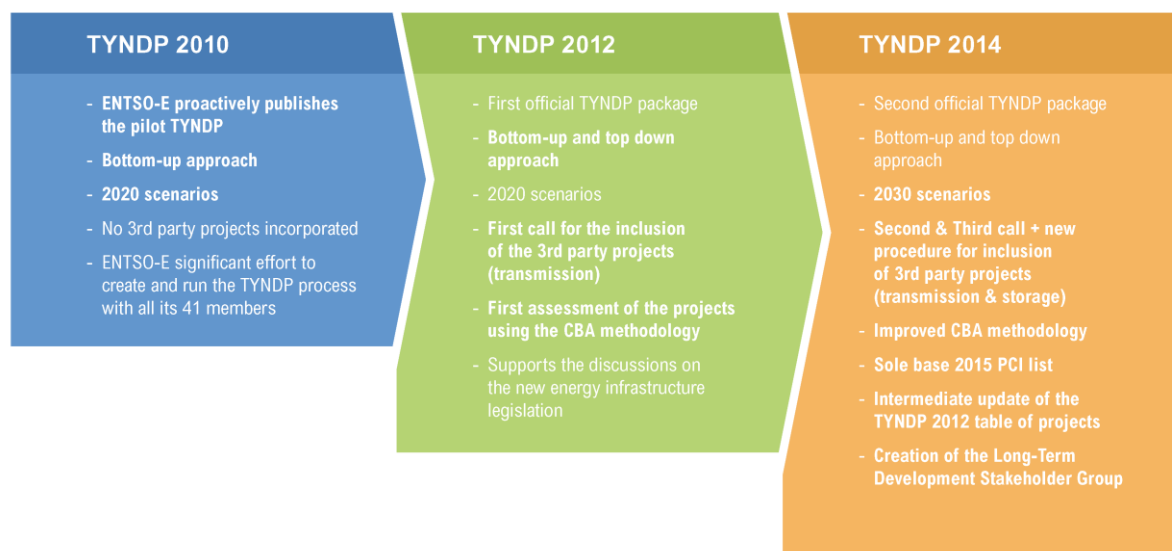 TYNDP 2010
- ENTSO-E proactively publishes
the pilot TYNDP
- Bottom-up approach
- 2020 scenarios
- No 3rd party projects incorporated
- ENTSO-E significant effort to
create and run the TYNDP process
with all its 41 members
TYNDP 2012
- First official TYNDP package
- Bottom-up and top down
approach
- 2020 scenarios
- First call for the inclusion
of the 3rd party projects
(transmission)
- First assessment of the projects
using the CBA methodology
- Supports the discussions on
the new energy infrastructure
legislation
TYNDP 2014
- Second official TYNDP package
- Bottom-up and top down
approach
- 2030 scenarios
- Second & Third call + new
procedure for inclusion
of 3rd party projects
(transmission & storage)
- Improved CBA methodology
- Sole base 2015 PCI list
- Intermediate update of the
TYNDP 2012 table of projects
- Creation of the Long-Term
Development Stakeholder Group